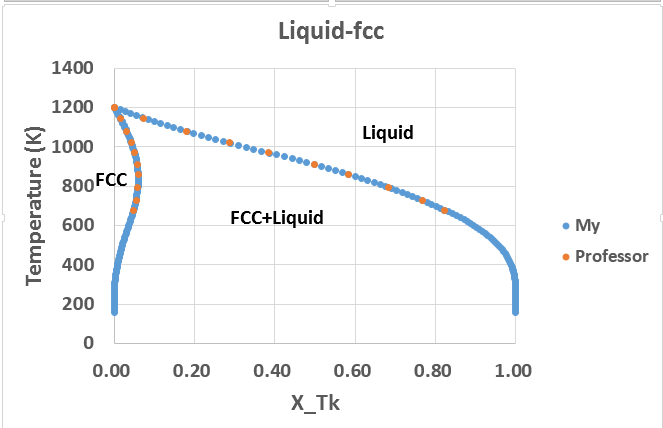 Liquid-fcc
1400
1200
1000
800
600
400
200
0
Temperature (K)
Liquid
FCC
FCC+Liquid
My
Professor
0.00 0.20 0.40 0.60 0.80 1.00
X_Tk